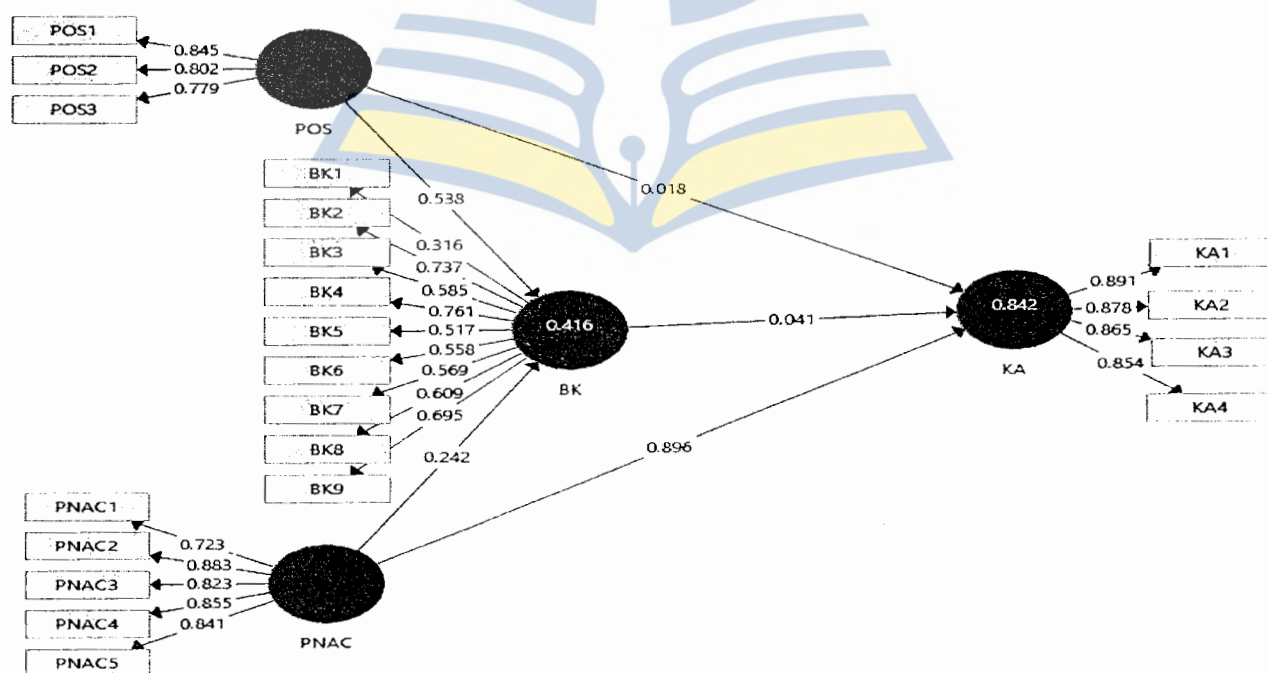 POS1
POS2
POS3
0.845
0.802
0.779
POS
BK1
BK2
BK3
BK4
BK5
BK6
BK7
BK8
BK9
0.538
0.316
0.737
0.585
0.761
0.517
0.558
0.569
0.609
0.695
0.242
0.416
BK
0.018
0.041
0.896
0.842
KA
0.891
0.878
0.865
0.854
KA1
KA2
KA3
KA4
PNAC1
PNAC2
PNAC3
PNAC4
PNAC5
0.723
0.883
0.823
0.855
0.841
PNAC